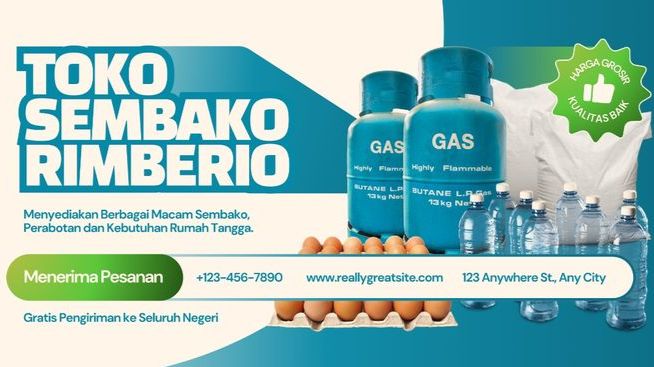 TOKO
SEMBAKO
RIMBERIO
HARGA GROSIR
KUALITAS BAIK
GAS
Highly Flammable
BUTANE L.P.Gas
13kg Net
GAS
Highly Flammable
BUTANE L.P.Gas
13kg Net
Menyediakan Berbagai Macam Sembako,
Perabotan dan Kebutuhan Rumah Tangga.
Menerima Pesanan
+123-456-7890
www.reallygreatsite.com
123 Anywhere St., Any City
Gratis Pengiriman ke Seluruh Negeri